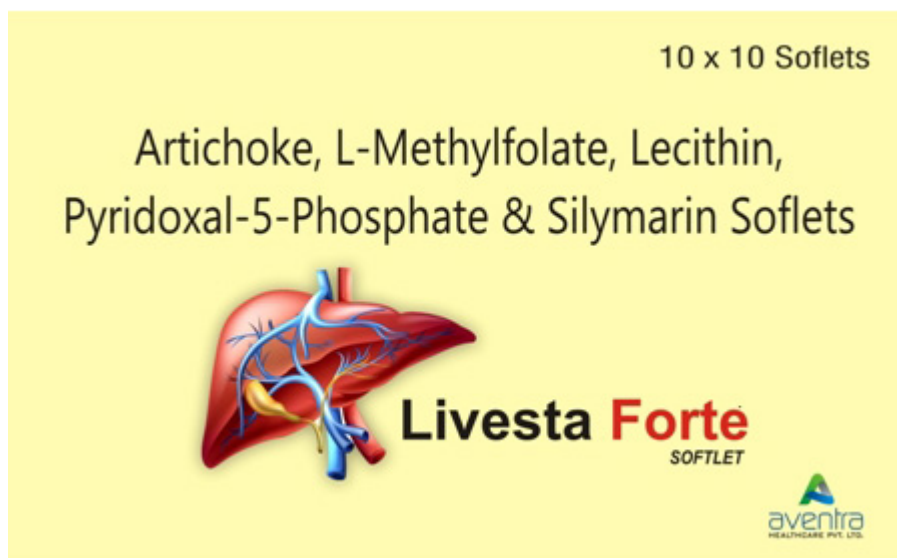 10 x 10 Soflets
Artichoke, L-Methylfolate, Lecithin,
Pyridoxal-5-Phosphate & Silymarin Soflets
Livesta Forte
SOFTLET
aventra
HEALTHCARE PVT. LTD.